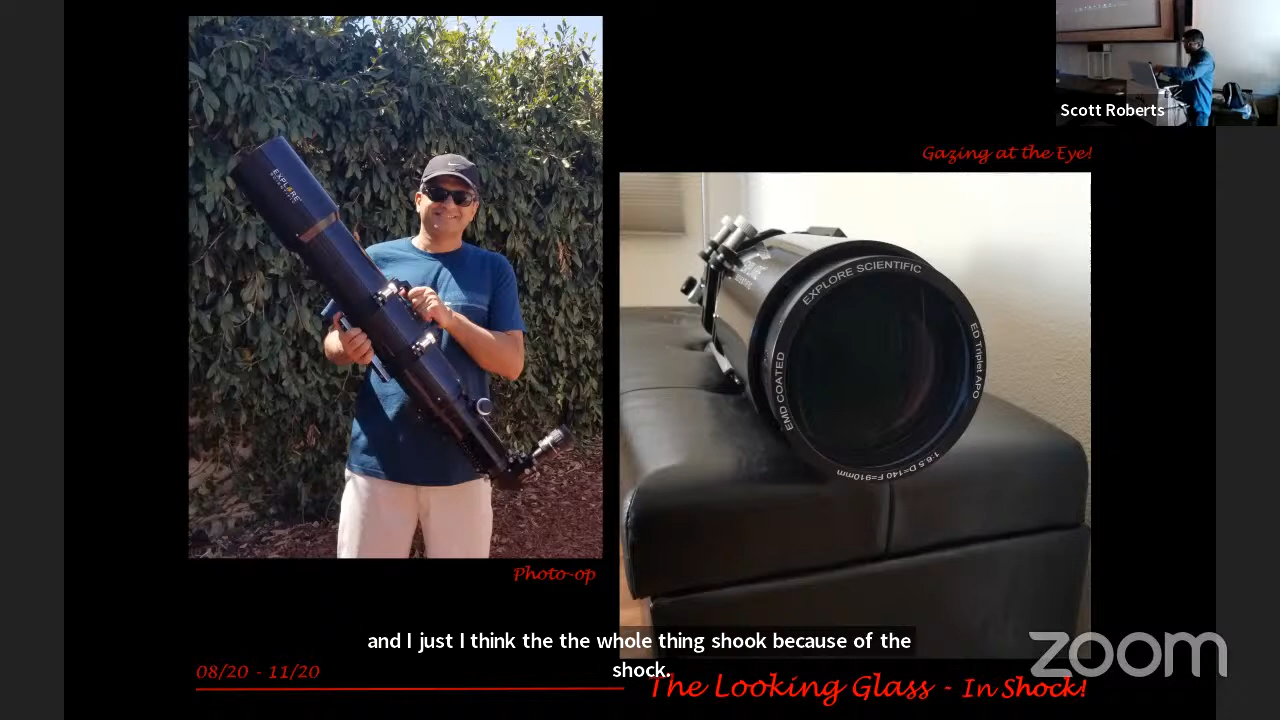 Scott Roberts
Gazing at the Eye!
EXPLORE
EXPLORE SCIENTIFIC
ED Triplet APO
EMD COATED
1:6.5 D=140 F=910mm
Photo-op
and I just I think the the whole thing shook because of the
shock.
zoom
08/20 - 11/20
The Looking Glass - In Shock!